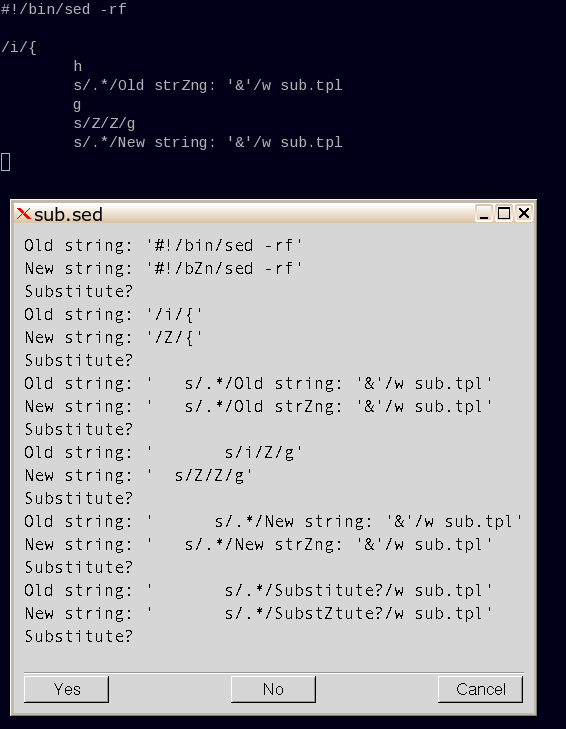 #!/bin/sed -rf
/i/{
h
s/.*/Old strZng: '&'/w sub.tpl
g
s/Z/Z/g
s/.*/New string: '&'/w sub.tpl
sub.sed
Old string: '#!/bin/sed -rf'
New string: '#!/bZn/sed -rf'
Substitute?
Old string: '/i/{'
New string: '/Z/{'
Substitute?
Old string: '   s/.*/Old string: '&'/w sub.tpl'
New string: '   s/.*/Old strZng: '&'/w sub.tpl'
Substitute?
Old string: '       s/i/Z/g'
New string: '  s/Z/Z/g'
Substitute?
Old string: '      s/.*/New string: '&'/w sub.tpl'
New string: '   s/.*/New strZng: '&'/w sub.tpl'
Substitute?
Old string: '       s/.*/Substitute?/w sub.tpl'
New string: '       s/.*/SubstZtute?/w sub.tpl'
Substitute?
Yes No Cancel